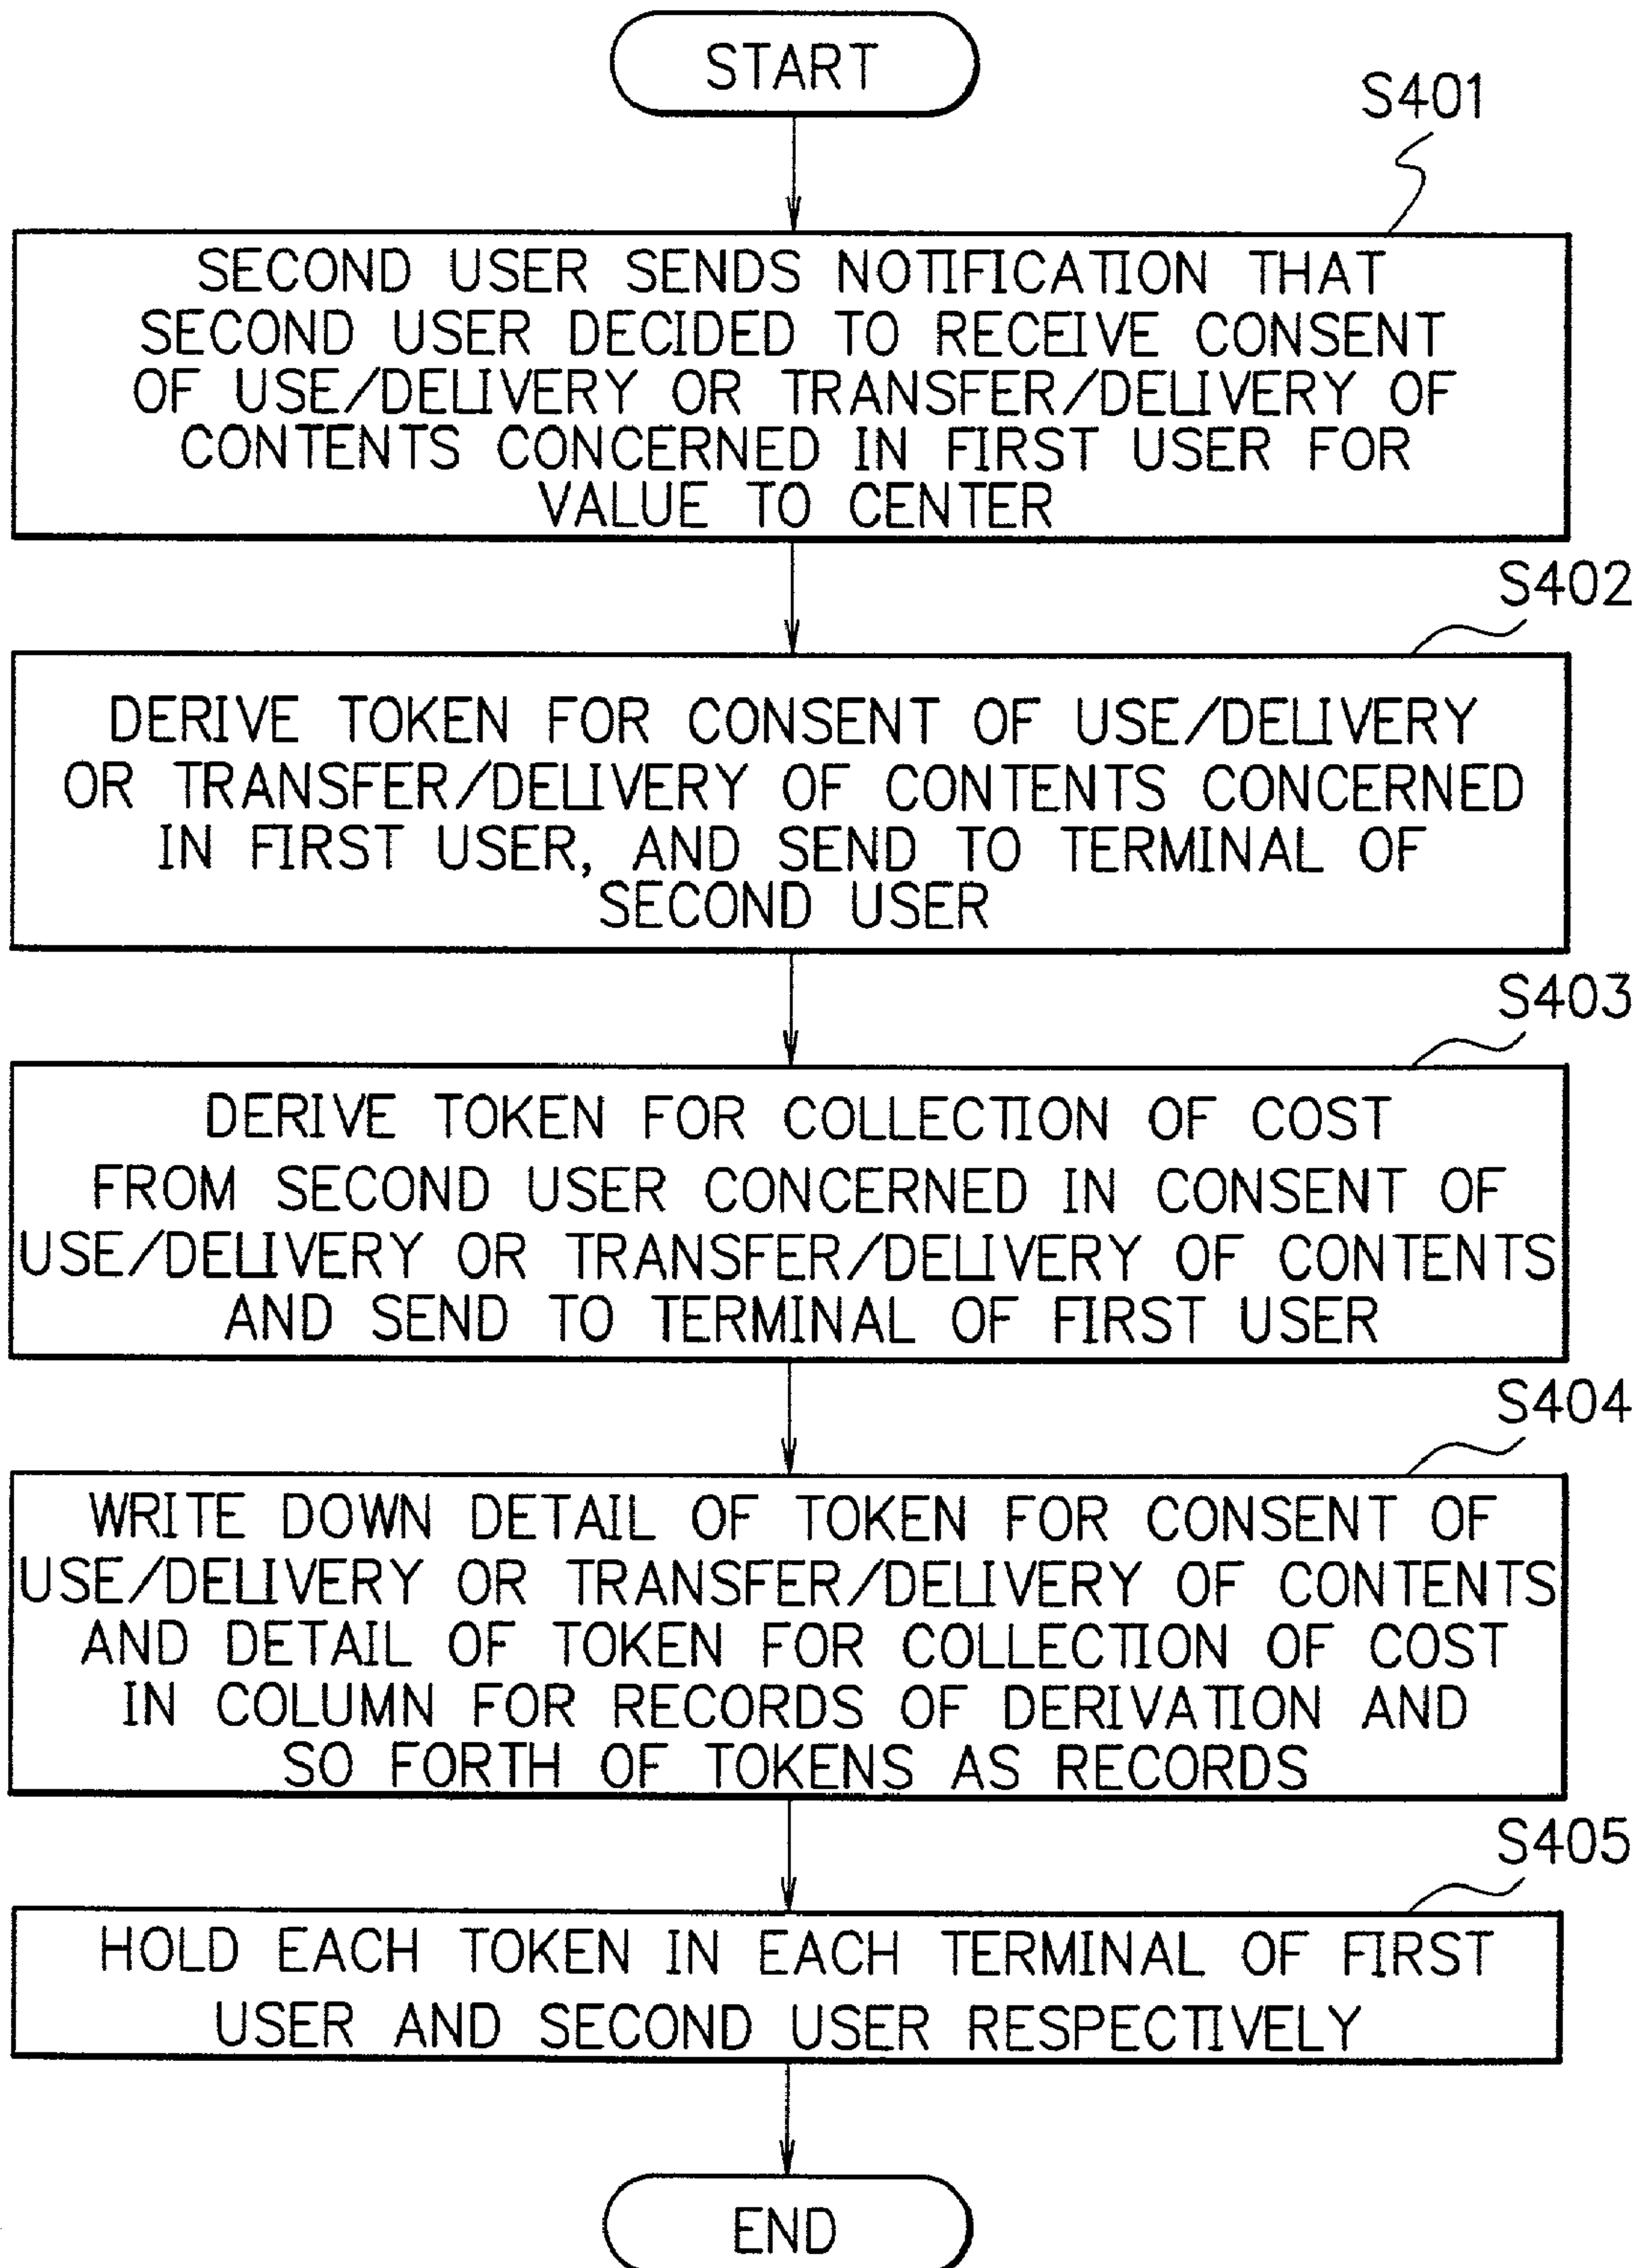 START
S401
SECOND USER SENDS NOTIFICATION THAT
SECOND USER DECIDED TO RECEIVE CONSENT
OF USE/DELIVERY OR TRANSFER/DELIVERY OF
CONTENTS CONCERNED IN FIRST USER FOR
VALUE TO CENTER
S402
DERIVE TOKEN FOR CONSENT OF USE/DELIVERY
OR TRANSFER/DELIVERY OF CONTENTS CONCERNED
IN FIRST USER, AND SEND TO TERMINAL OF
SECOND USER
S403
DERIVE TOKEN FOR COLLECTION OF COST
FROM SECOND USER CONCERNED IN CONSENT OF
USE/DELIVERY OR TRANSFER/DELIVERY OF CONTENTS
AND SEND TO TERMINAL OF FIRST USER
S404
WRITE DOWN DETAIL OF TOKEN FOR CONSENT OF
USE/DELIVERY OR TRANSFER/DELIVERY OF CONTENTS
AND DETAIL OF TOKEN FOR COLLECTION OF COST
IN COLUMN FOR RECORDS OF DERIVATION AND
SO FORTH OF TOKENS AS RECORDS
S405
HOLD EACH TOKEN IN EACH TERMINAL OF FIRST
USER AND SECOND USER RESPECTIVELY
END